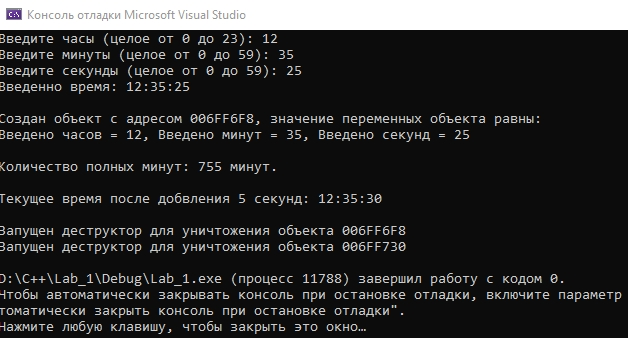 Консоль отладки Microsoft Visual Studio
Введите часы (целое от 0 до 23): 12
Введите минуты (целое от 0 до 59): 35
Введите секунды (целое от 0 до 59): 25
Введенно время: 12:35:25
Создан объект с адресом 006FF6F8, значение переменных объекта равны:
Введено часов = 12, Введено минут = 35, Введено секунд = 25
Количество полных минут: 755 минут.
Текущее время после добвления 5 секунд: 12:35:30
Запущен деструктор для уничтожения объекта 006FF6F8
Запущен деструктор для уничтожения объекта 006FF730
D:\C++\Lab_1\Debug\Lab_1.exe (процесс 11788) завершил работу с кодом 0.
Чтобы автоматически закрывать консоль при остановке отладки, включите параметр
томатически закрыть консоль при остановке отладки".
Нажмите любую клавишу, чтобы закрыть это окно…